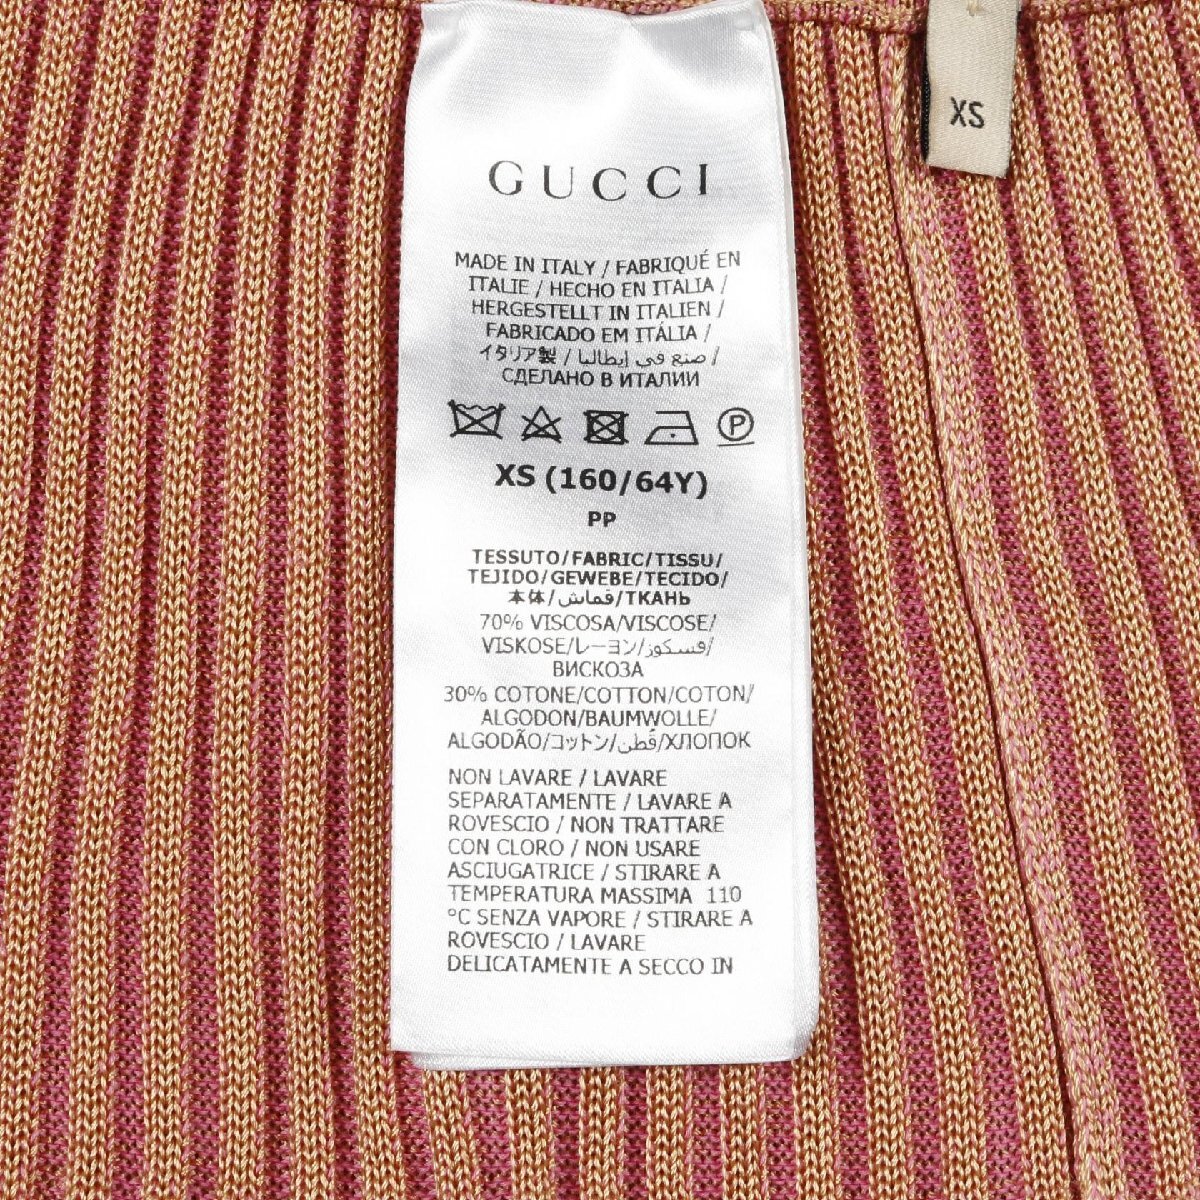 XS
GUCCI
MADE IN ITALY / FABRIQUÉ EN
ITALIE / HECHO EN ITALIA /
HERGESTELLT IN ITALIEN /
FABRICADO EM ITÁLIA /
イタリア製 / صنع في إيطاليا /
СДЕЛАНО В ИТАЛИИ
P
XS (160/64Y)
PP
TESSUTO/FABRIC/TISSU/
TEJIDO/GEWEBE/TECIDO/
本体/قماش/ТКАНЬ
70% VISCOSA/VISCOSE/
VISKOSE/レーヨン/فسكوز/
ВИСКОЗА
30% COTONE/COTTON/COTON/
ALGODON/BAUMWOLLE/
ALGODÃO/コットン/قطن/ХЛОПОК
NON LAVARE / LAVARE
SEPARATAMENTE / LAVARE A
ROVESCIO / NON TRATTARE
CON CLORO / NON USARE
ASCIUGATRICE / STIRARE A
TEMPERATURA MASSIMA 110
°C SENZA VAPORE / STIRARE A
ROVESCIO / LAVARE
DELICATAMENTE A SECCO IN